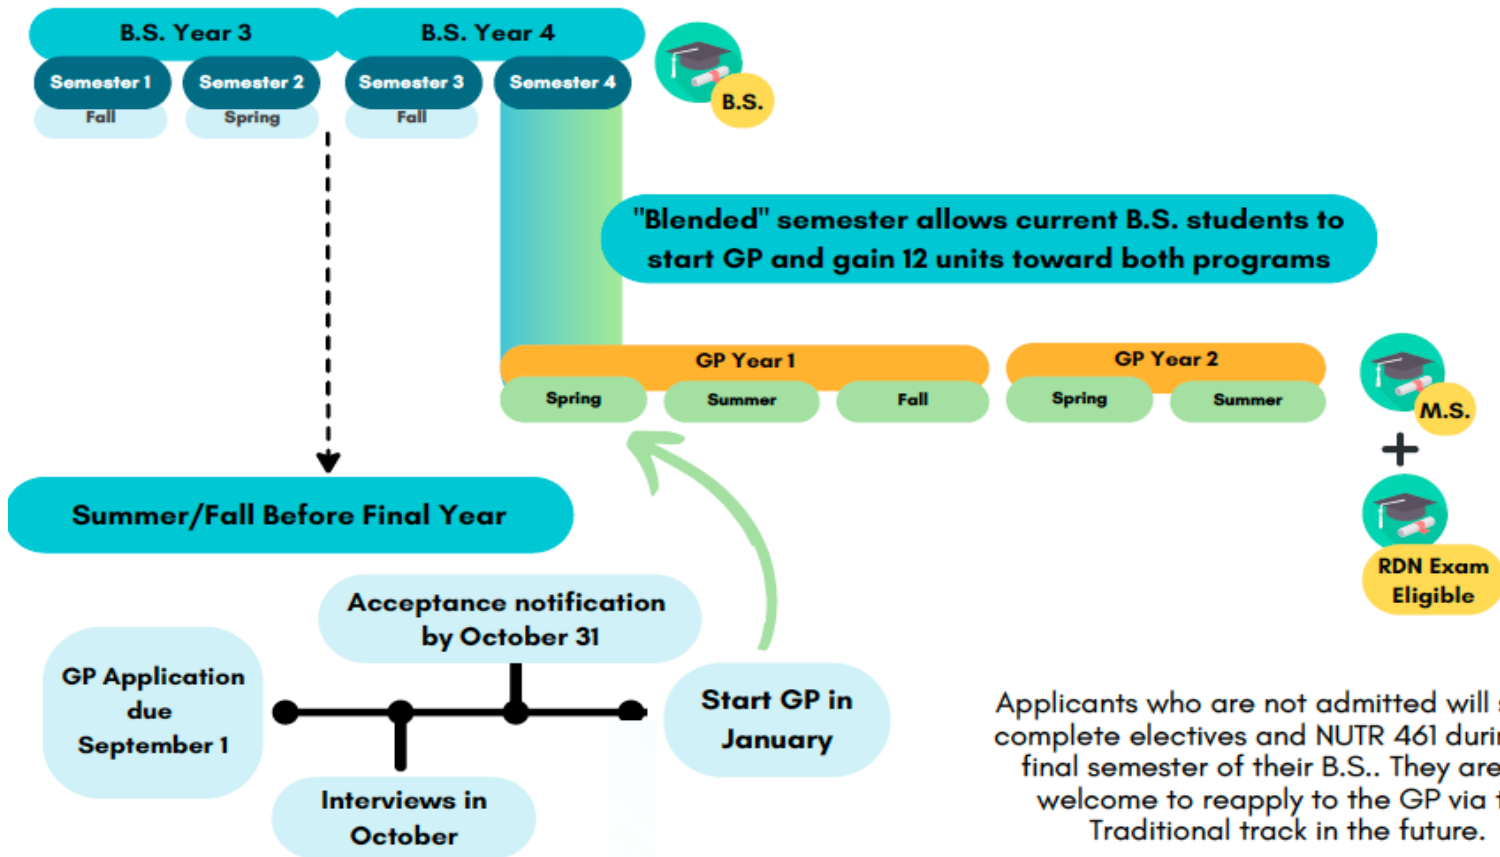 B.S. Year 3
B.S. Year 4
Semester 1
Semester 2
Semester 3
Semester 4
Fall
Spring
Fall
B.S.
"Blended" semester allows current B.S. students to
start GP and gain 12 units toward both programs
GP Year 1
GP Year 2
Spring
Summer
Fall
Spring
Summer
M.S.
+
RDN Exam
Eligible
Summer/Fall Before Final Year
Acceptance notification
by October 31
GP Application
due
September 1
Interviews in
October
Start GP in
January
Applicants who are not admitted will
complete electives and NUTR 461
final semester of their B.S.. They are
welcome to reapply to the GP via
Traditional track in the future.